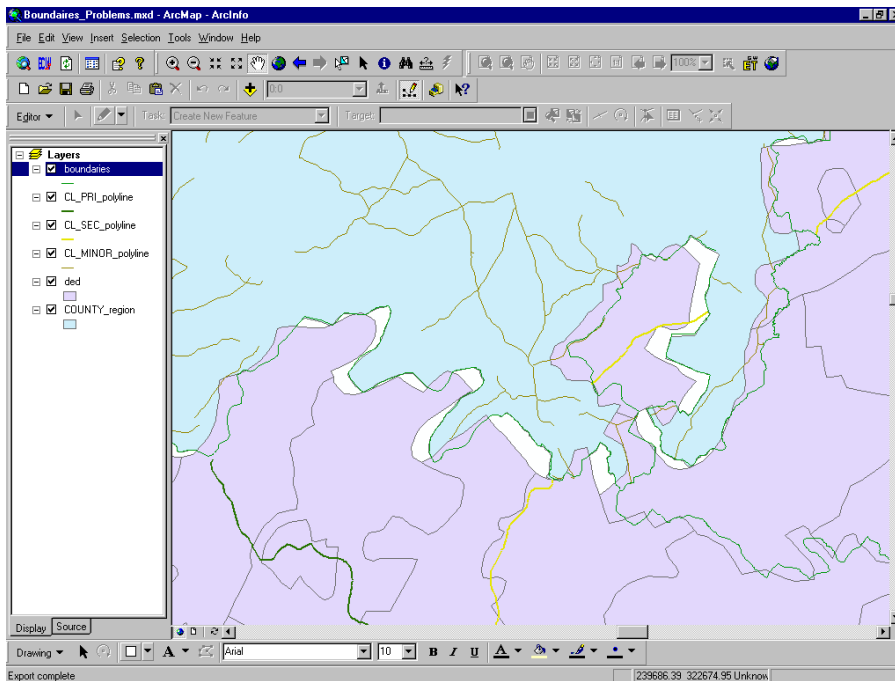 Boundaires_Problems.mxd - ArcMap - ArcInfo
File Edit View Insert Selection Tools Window Help
100%
0:0
Editor Task: Create New Feature Target:
Layers
boundaries
CL_PRI_polyline
CL_SEC_polyline
CL_MINOR_polyline
ded
COUNTY_region
Display Source
Drawing A Arial 10 B I U A
Export complete 239686.39 322674.95 Unknow